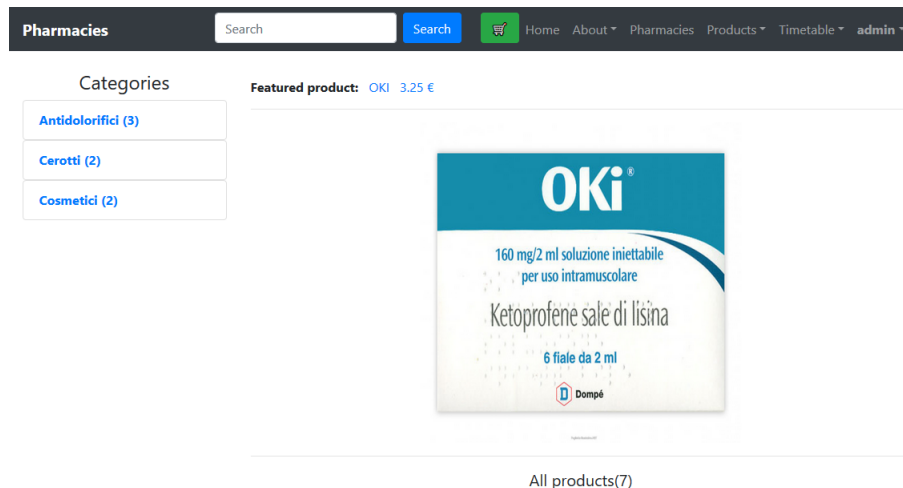 Pharmacies
Search
Search
Home About Pharmacies Products Timetable admin
Categories
Antidolorifici (3)
Cerotti (2)
Cosmetici (2)
Featured product: OKI 3.25 €
OKi®
160 mg/2 ml soluzione iniettabile
per uso intramuscolare
Ketoprofene sale di lisina
6 fiale da 2 ml
D Dompé
All products(7)